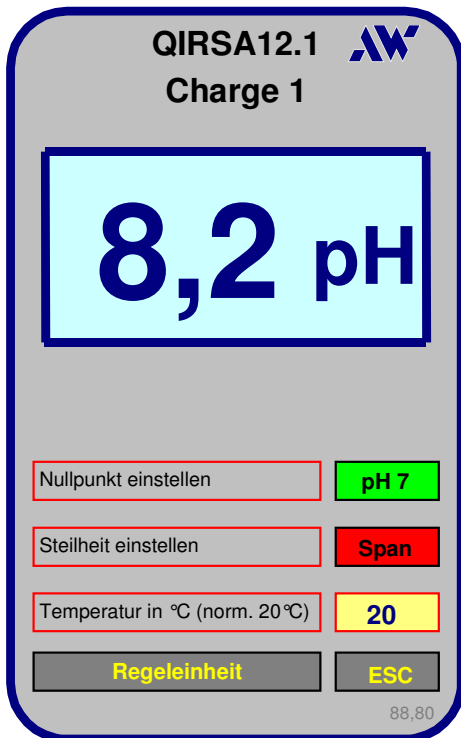 QIRSA12.1 AW
Charge 1
8,2 pH
Nullpunkt einstellen pH 7
Steilheit einstellen Span
Temperatur in °C (norm. 20°C) 20
Regeleinheit ESC
88,80